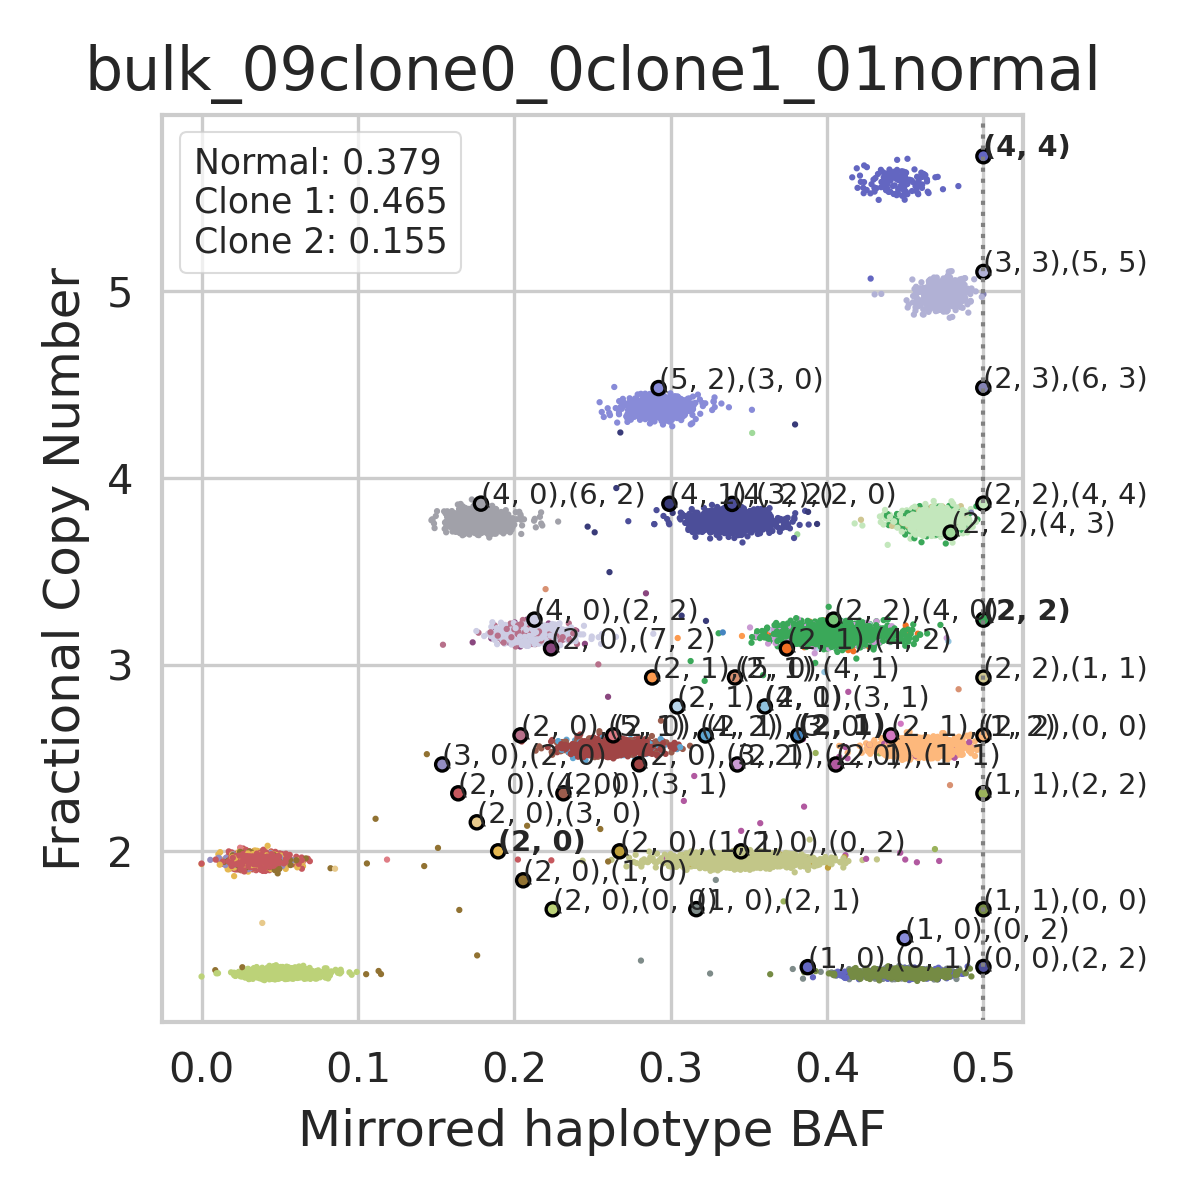 bulk_09clone0_0clone1_01normal
Normal: 0.379
Clone 1: 0.465
Clone 2: 0.155
(4, 4)
(3, 3),(5, 5)
(5, 2),(3, 0)
(2, 3),(6, 3)
(4, 0),(6, 2)
(2, 2),(4, 4)
(2, 2),(4, 3)
(4, 0),(2, 2)
(2, 2),(4, 0)
(2, 2)
(2, 0),(7, 2)
(2, 1),(4, 2)
(2, 2),(1, 1)
(3, 0),(2, 0)
(2, 1)
(1, 1),(2, 2)
(2, 0),(3, 1)
(2, 0),(3, 0)
(2, 0)
(2, 0),(1, 0)
(2, 0),(0, 0)
(1, 0),(2, 1)
(1, 1),(0, 0)
(1, 0),(0, 2)
(1, 0),(0, 1)
(0, 0),(2, 2)
5
4
3
2
Fractional Copy Number
0.0 0.1 0.2 0.3 0.4 0.5
Mirrored haplotype BAF